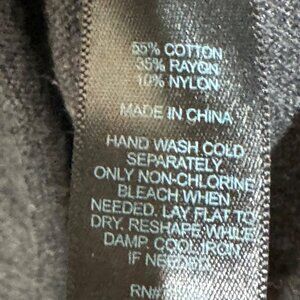 55% COTTON
35% RAYON
10% NYLON
MADE IN CHINA
HAND WASH COLD
SEPARATELY
ONLY NON-CHLORINE
BLEACH WHEN
NEEDED. LAY FLAT TO
DRY. RESHAPE WHILE
DAMP. COOL IRON
IF NEEDED
RN#